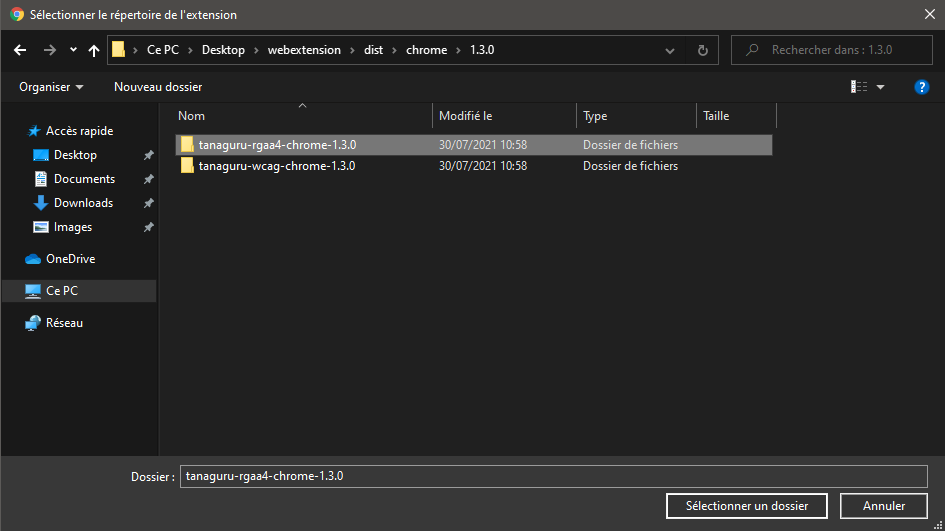 Sélectionner le répertoire de l'extension
Ce PC > Desktop > webextension > dist > chrome > 1.3.0
Rechercher dans : 1.3.0
Organiser
Nouveau dossier
?
Nom
Modifié le
Type
Taille
Accès rapide
Desktop
Documents
Downloads
Images
OneDrive
Ce PC
Réseau
tanaguru-rgaa4-chrome-1.3.0 30/07/2021 10:58 Dossier de fichiers
tanaguru-wcag-chrome-1.3.0 30/07/2021 10:58 Dossier de fichiers
Dossier : tanaguru-rgaa4-chrome-1.3.0
Sélectionner un dossier
Annuler